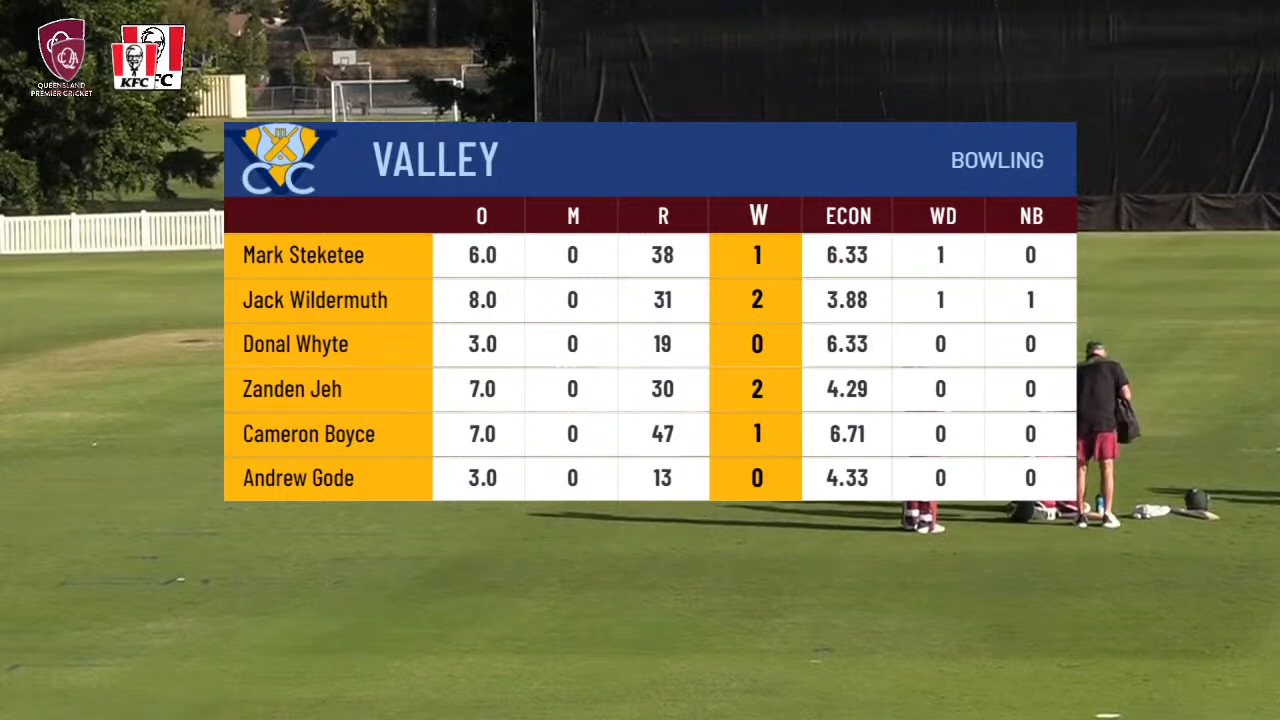 QUEENSLAND
PREMIER CRICKET
KFC
FC
CVC
VALLEY
BOWLING
O M R W ECON WD NB
Mark Steketee 6.0 0 38 1 6.33 1 0
Jack Wildermuth 8.0 0 31 2 3.88 1 1
Donal Whyte 3.0 0 19 0 6.33 0 0
Zanden Jeh 7.0 0 30 2 4.29 0 0
Cameron Boyce 7.0 0 47 1 6.71 0 0
Andrew Gode 3.0 0 13 0 4.33 0 0